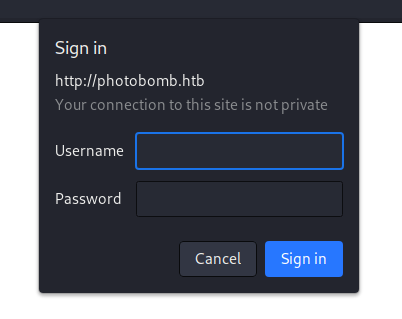 Sign in
http://photobomb.htb
Your connection to this site is not private
Username
Password
Cancel Sign in